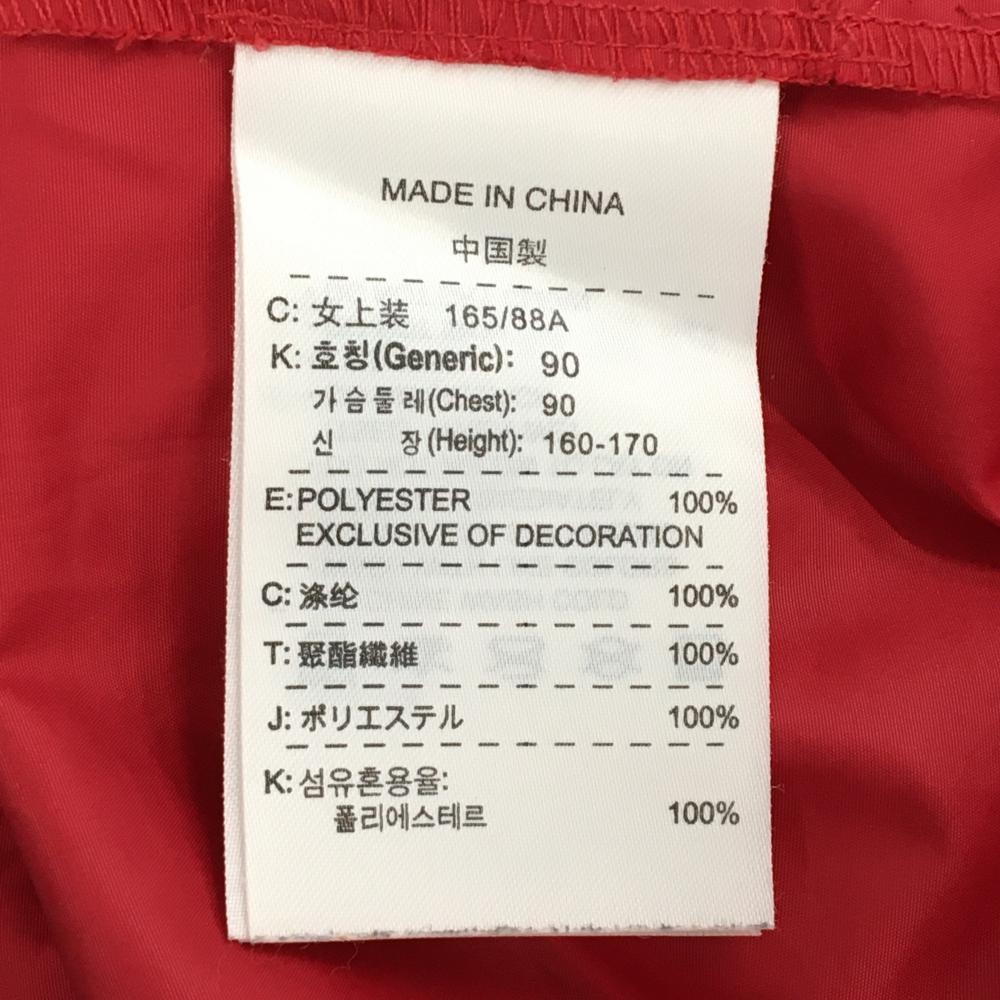 MADE IN CHINA
中国製
C: 女上装 165/88A
K: 호칭(Generic): 90
가슴둘레(Chest): 90
신 장(Height): 160-170
E: POLYESTER 100%
EXCLUSIVE OF DECORATION
C: 涤纶 100%
T: 聚酯纖維 100%
J: ポリエステル 100%
K: 섬유혼용율:
폴리에스테르 100%